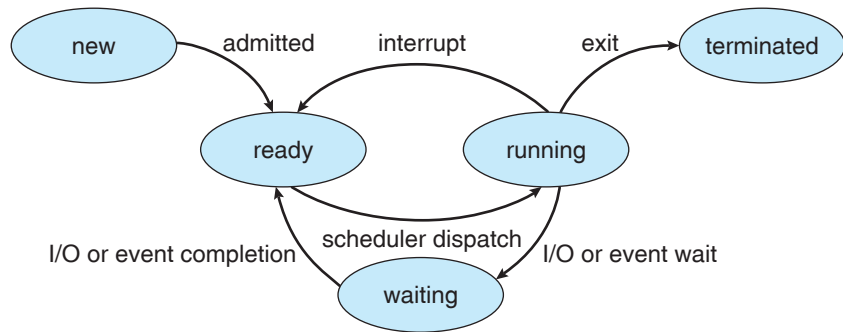 new
admitted
interrupt
exit
terminated
ready
running
I/O or event completion
scheduler dispatch
I/O or event wait
waiting